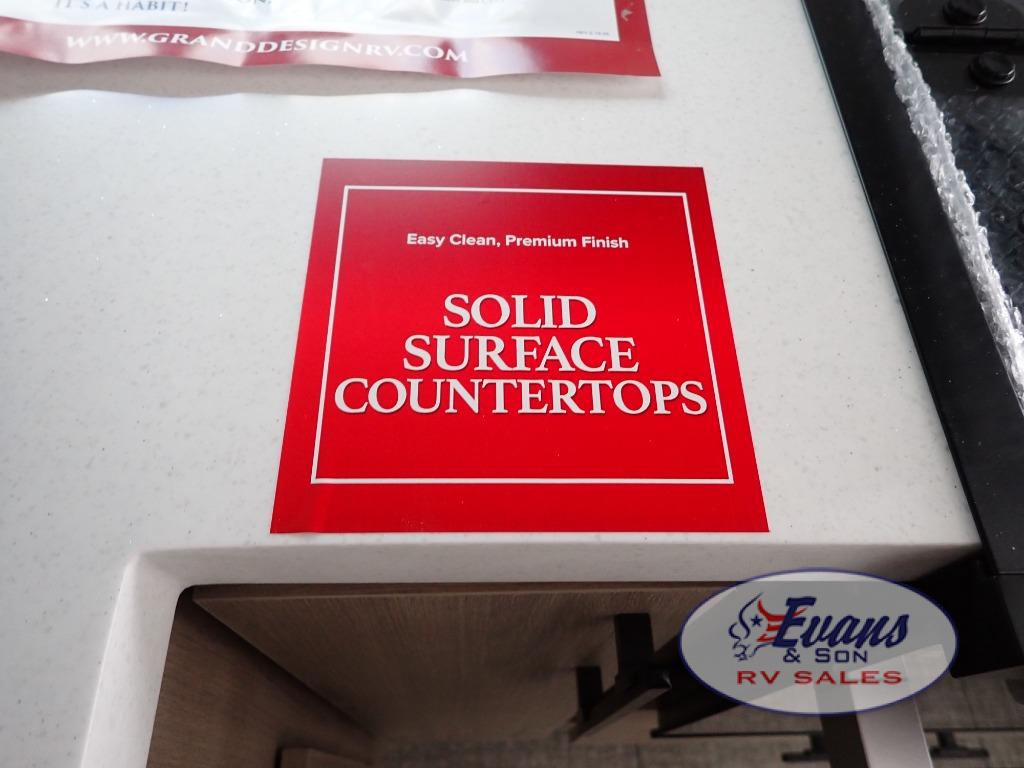 IT'S A HABIT!
WWW.GRANDDESIGNRV.COM
Easy Clean, Premium Finish
SOLID
SURFACE
COUNTERTOPS
Evans
& SON
RV SALES